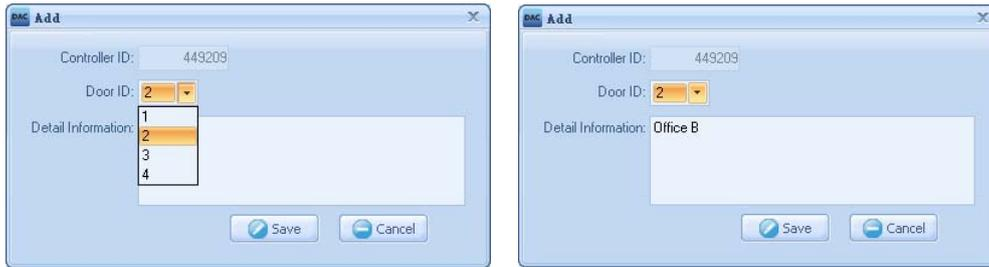 DAC Add
Controller ID: 449209
Door ID: 2
1
Detail Information: 2
3
4
Save Cancel
DAC Add
Controller ID: 449209
Door ID: 2
Detail Information: Office B
Save Cancel